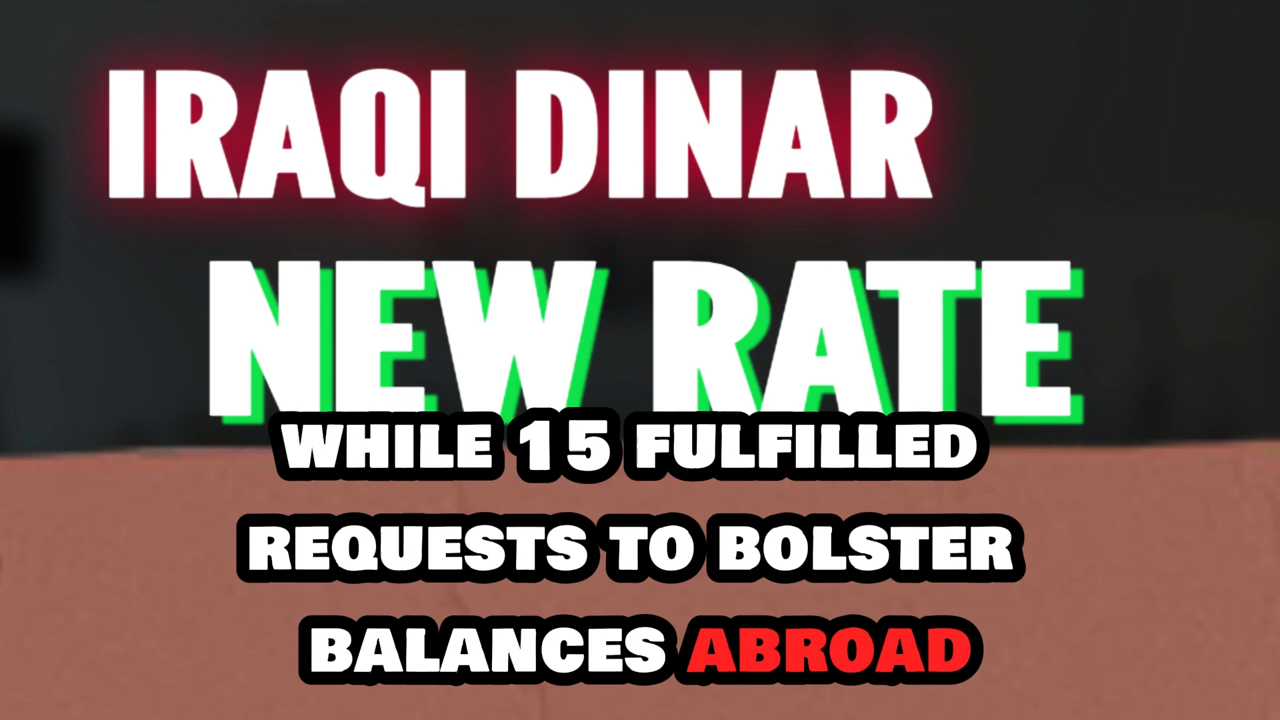 IRAQI DINAR
NEW RATE
WHILE 15 FULFILLED
REQUESTS TO BOLSTER
BALANCES ABROAD